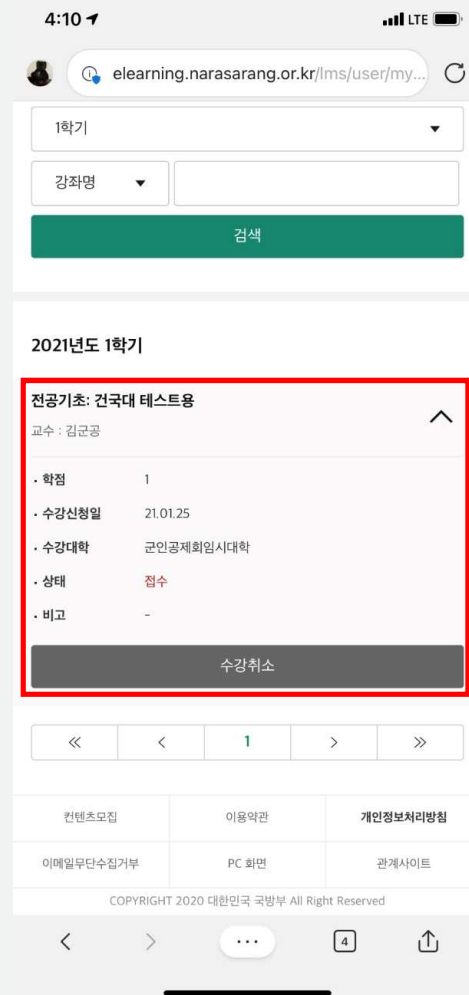 4:10
LTE
elearning.narasarang.or.kr/lms/user/my...
1학기
강좌명
검색
2021년도 1학기
전공기초: 건국대 테스트용
교수 : 김군공
· 학점 1
· 수강신청일 21.01.25
· 수강대학 군인공제회임시대학
· 상태 접수
· 비고 -
수강취소
« < 1 > »
컨텐츠모집 이용약관 개인정보처리방침
이메일무단수집거부 PC 화면 관계사이트
COPYRIGHT 2020 대한민국 국방부 All Right Reserved
4